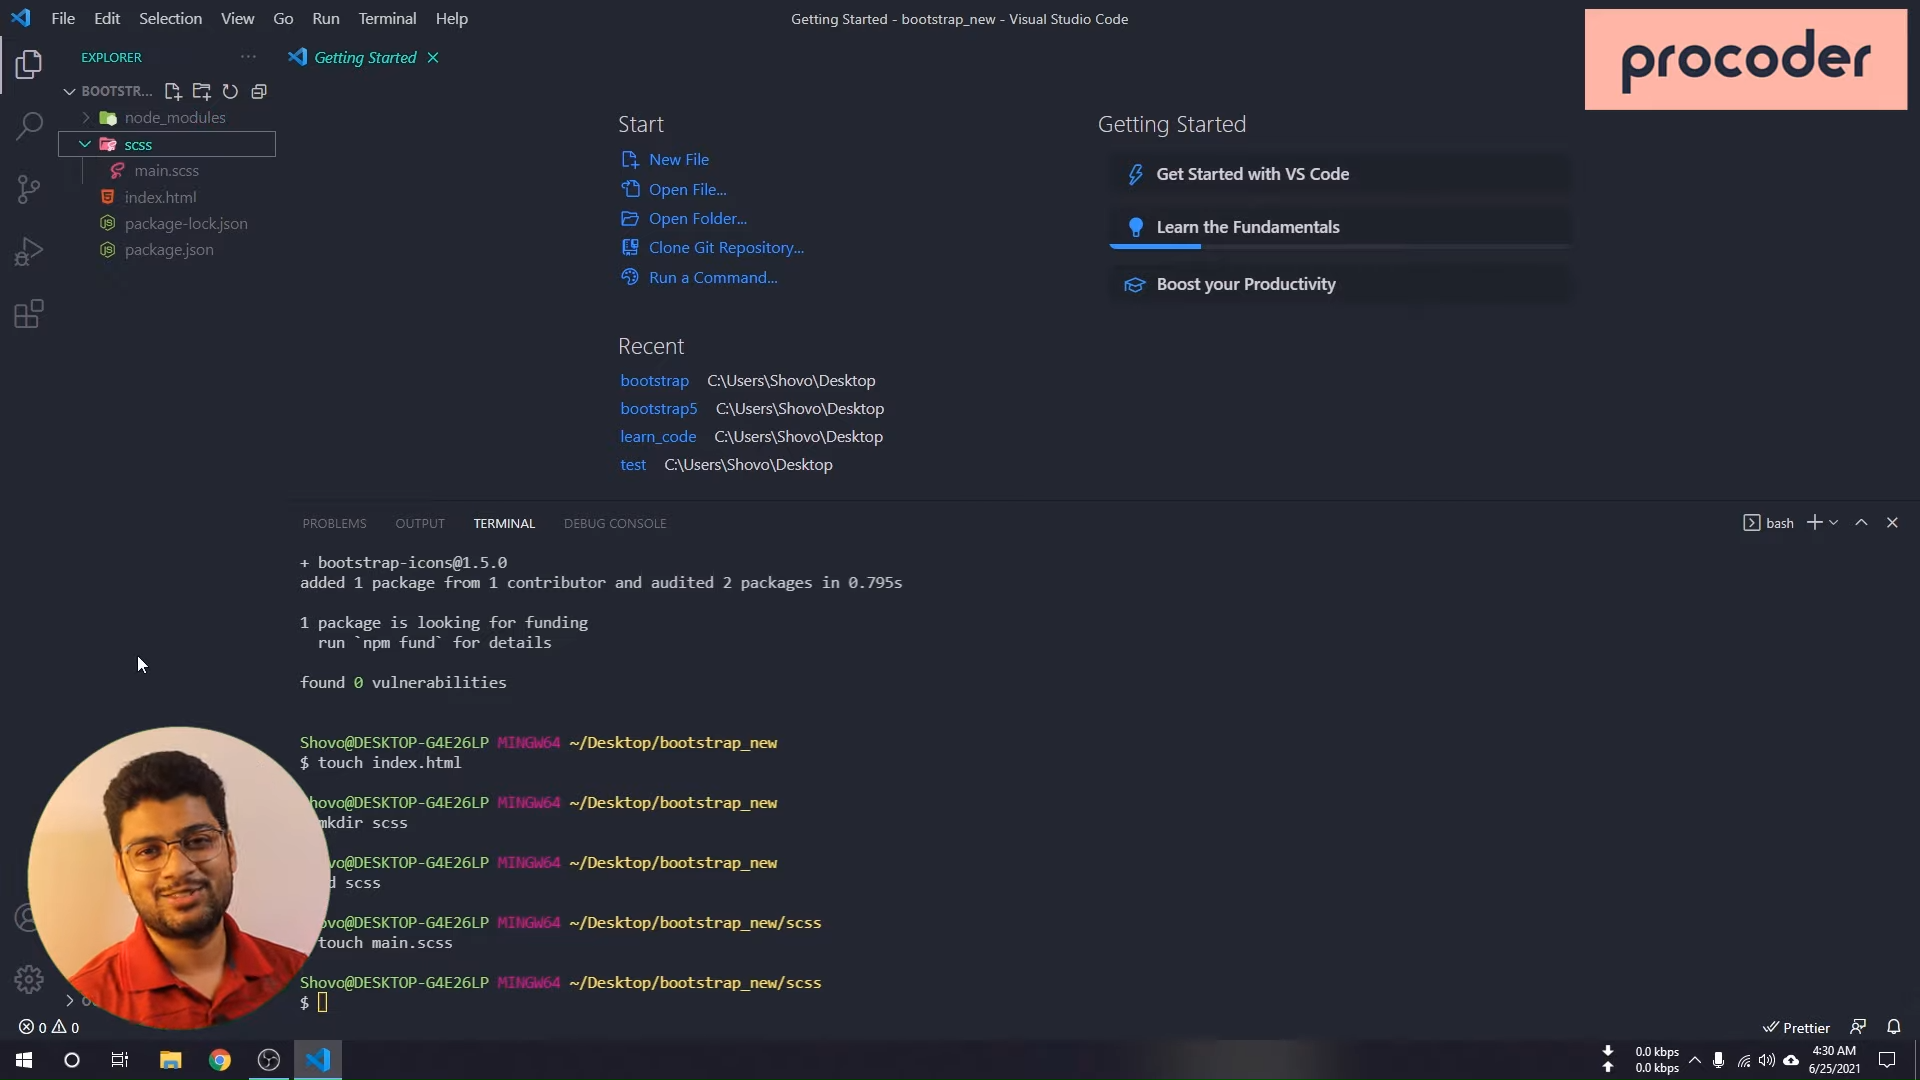 File Edit Selection View Go Run Terminal Help
Getting Started - bootstrap_new - Visual Studio Code
procoder
EXPLORER
Getting Started
BOOTSTR...
node_modules
scss
main.scss
index.html
package-lock.json
package.json
Start
New File
Open File...
Open Folder...
Clone Git Repository...
Run a Command...
Recent
bootstrap C:\Users\Shovo\Desktop
bootstrap5 C:\Users\Shovo\Desktop
learn_code C:\Users\Shovo\Desktop
test C:\Users\Shovo\Desktop
Getting Started
Get Started with VS Code
Learn the Fundamentals
Boost your Productivity
PROBLEMS OUTPUT TERMINAL DEBUG CONSOLE
bash
+ bootstrap-icons@1.5.0
added 1 package from 1 contributor and audited 2 packages in 0.795s
1 package is looking for funding
run `npm fund` for details
found 0 vulnerabilities
Shovo@DESKTOP-G4E26LP MINGW64 ~/Desktop/bootstrap_new
$ touch index.html
hovo@DESKTOP-G4E26LP MINGW64 ~/Desktop/bootstrap_new
mkdir scss
vo@DESKTOP-G4E26LP MINGW64 ~/Desktop/bootstrap_new
d scss
ovo@DESKTOP-G4E26LP MINGW64 ~/Desktop/bootstrap_new/scss
touch main.scss
Shovo@DESKTOP-G4E26LP MINGW64 ~/Desktop/bootstrap_new/scss
$
0 0
Prettier
0.0 kbps
0.0 kbps
4:30 AM
6/25/2021